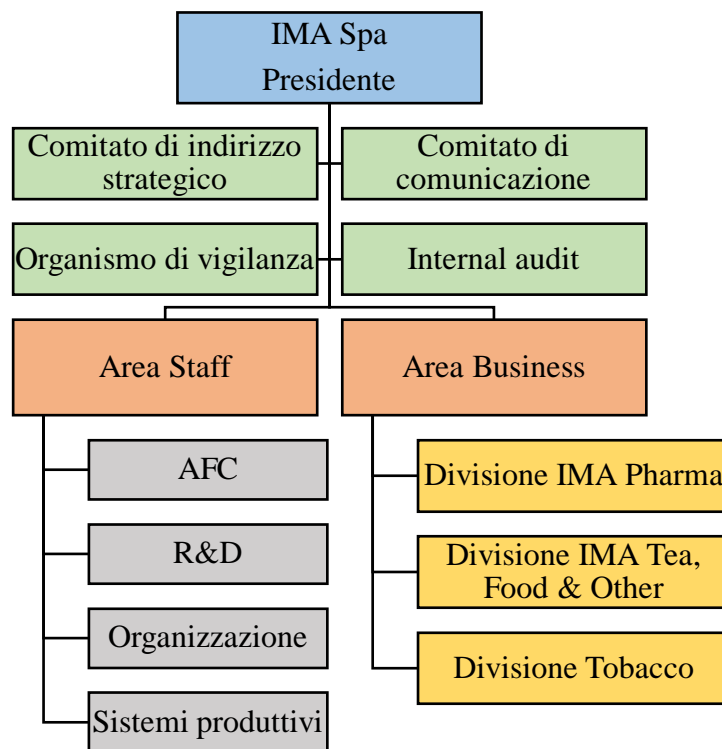 IMA Spa
Presidente
Comitato di indirizzo
strategico
Comitato di
comunicazione
Organismo di vigilanza
Internal audit
Area Staff
Area Business
AFC
R&D
Organizzazione
Sistemi produttivi
Divisione IMA Pharma
Divisione IMA Tea,
Food & Other
Divisione Tobacco